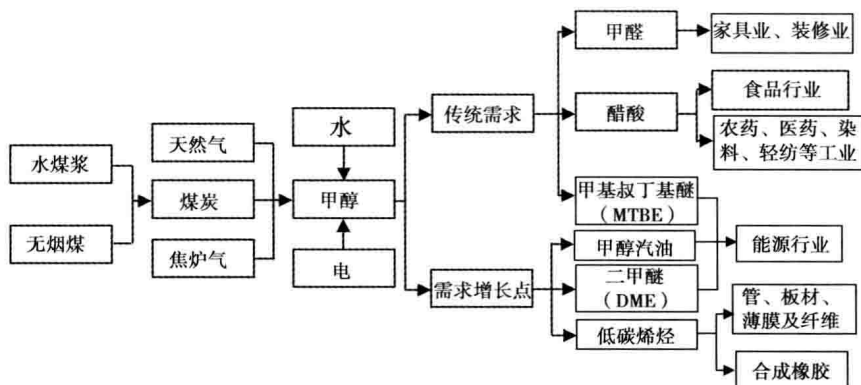 水煤浆
无烟煤
天然气
煤炭
焦炉气
水
甲醇
电
传统需求
需求增长点
甲醛
醋酸
甲基叔丁基醚
（MTBE）
甲醇汽油
二甲醚
（DME）
低碳烯烃
家具业、装修业
食品行业
农药、医药、染
料、轻纺等工业
能源行业
管、板材、
薄膜及纤维
合成橡胶